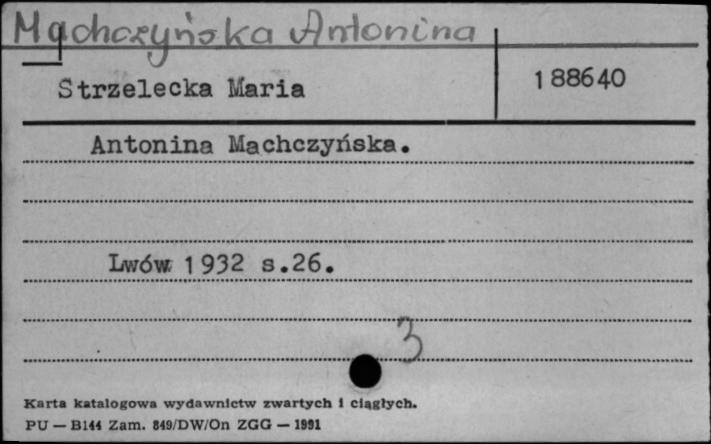 Machczyńska Antonina
Strzelecka Maria
188640
Antonina Machczyńska.
Lwów 1932 s.26.
3
Karta katalogowa wydawnictw zwartych i ciągłych.
PU — B144 Zam. 849/DW/On ZGG — 1991